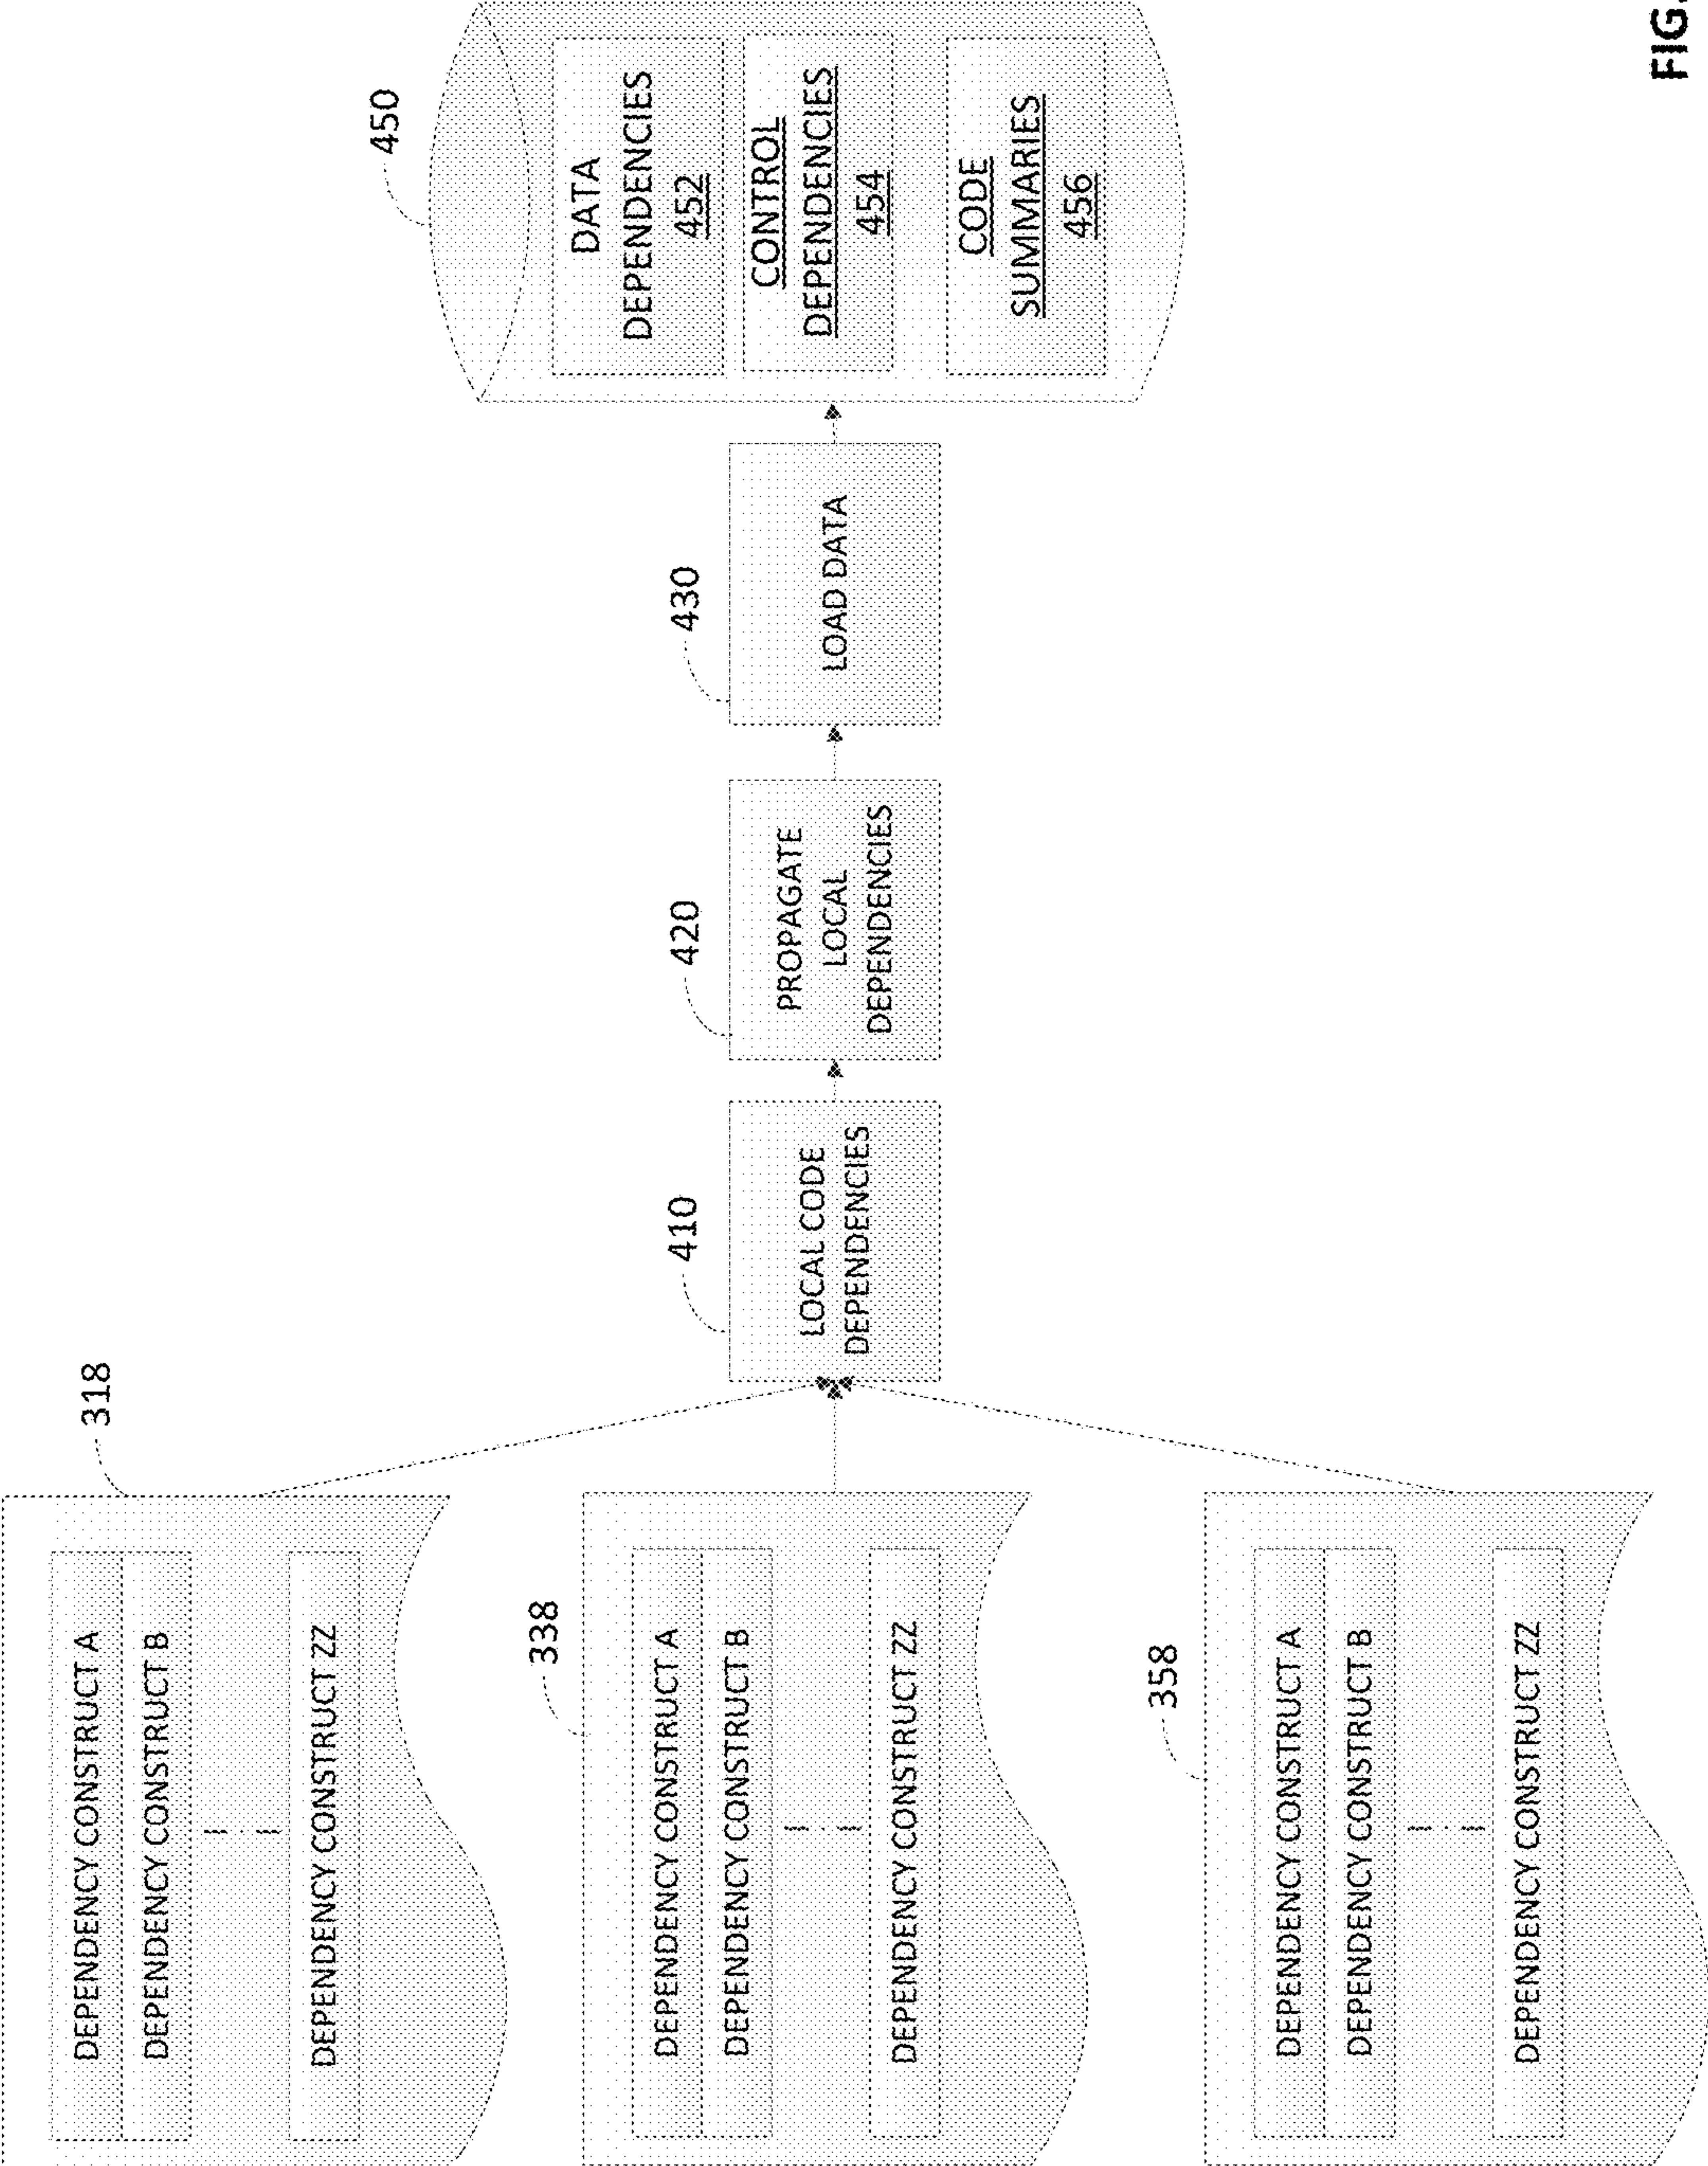 318
DEPENDENCY CONSTRUCT A
DEPENDENCY CONSTRUCT B
DEPENDENCY CONSTRUCT ZZ
338
DEPENDENCY CONSTRUCT A
DEPENDENCY CONSTRUCT B
DEPENDENCY CONSTRUCT ZZ
358
DEPENDENCY CONSTRUCT A
DEPENDENCY CONSTRUCT B
DEPENDENCY CONSTRUCT ZZ
410
LOCAL CODE
DEPENDENCIES
420
PROPAGATE
LOCAL
DEPENDENCIES
430
LOAD DATA
450
DATA
DEPENDENCIES
452
CONTROL
DEPENDENCIES
454
CODE
SUMMARIES
456
FIG.